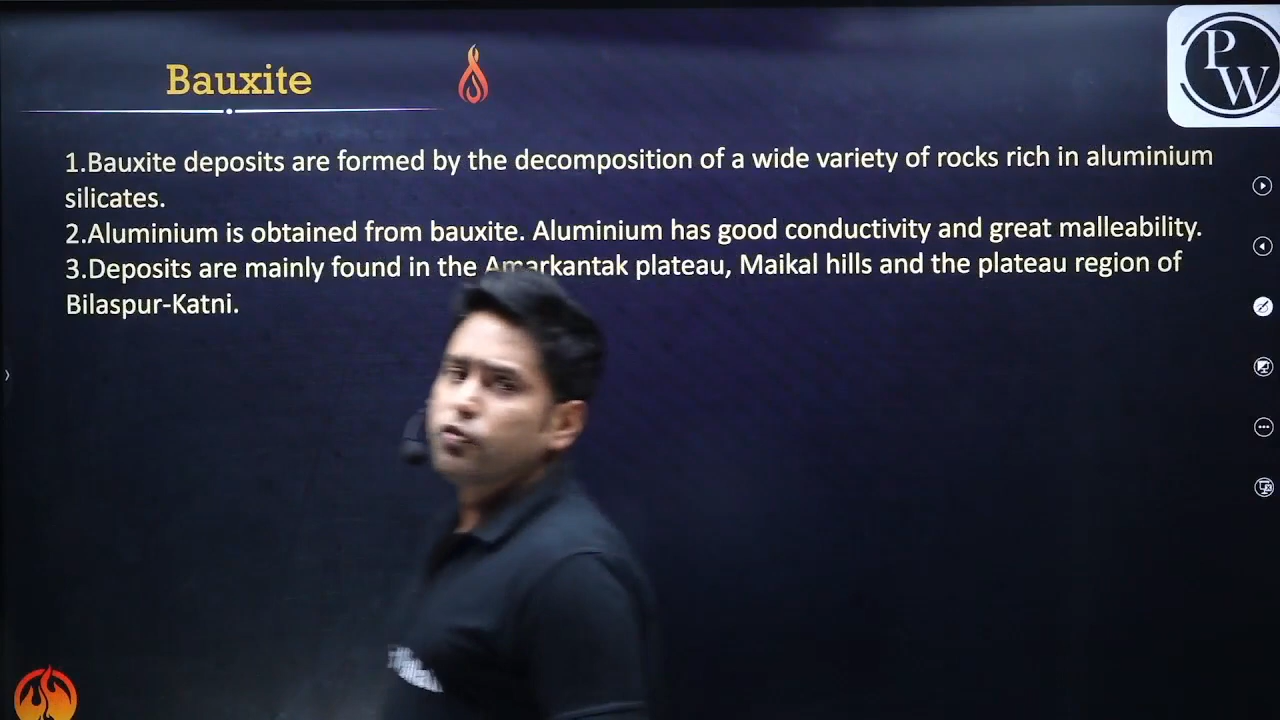 Bauxite
P
W
1.Bauxite deposits are formed by the decomposition of a wide variety of rocks rich in aluminium
silicates.
2.Aluminium is obtained from bauxite. Aluminium has good conductivity and great malleability.
3.Deposits are mainly found in the Amarkantak plateau, Maikal hills and the plateau region of
Bilaspur-Katni.